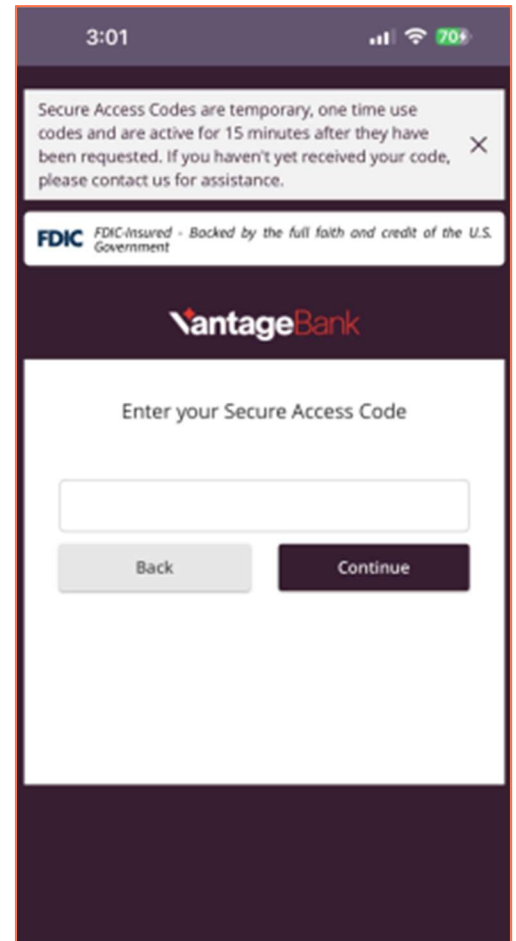 3:01
70
Secure Access Codes are temporary, one time use
codes and are active for 15 minutes after they have
been requested. If you haven't yet received your code,
please contact us for assistance.
FDIC FDIC-Insured - Backed by the full faith and credit of the U.S.
Government
VantageBank
Enter your Secure Access Code
Back
Continue